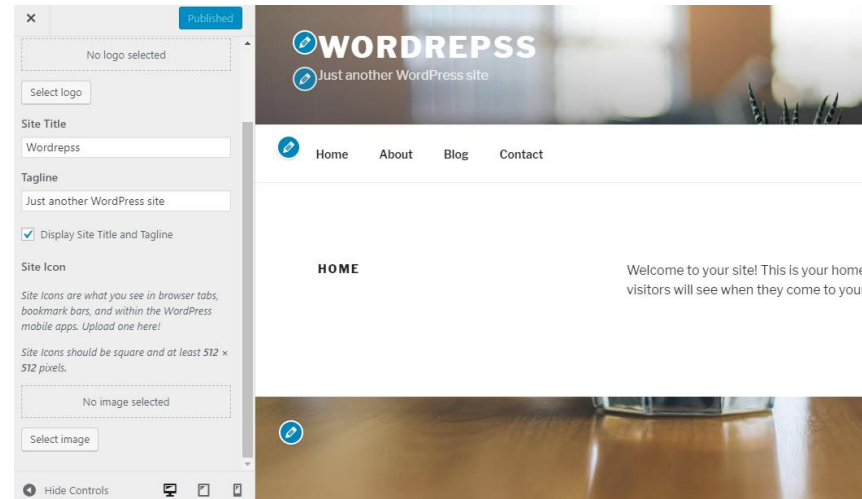 Published
No logo selected
Select logo
Site Title
Wordrepss
Tagline
Just another WordPress site
Display Site Title and Tagline
Site Icon
Site Icons are what you see in browser tabs,
bookmark bars, and within the WordPress
mobile apps. Upload one here!
Site Icons should be square and at least 512 ×
512 pixels.
No image selected
Select image
Hide Controls
WORDREPSS
Just another WordPress site
Home About Blog Contact
HOME
Welcome to your site! This is your home
visitors will see when they come to your